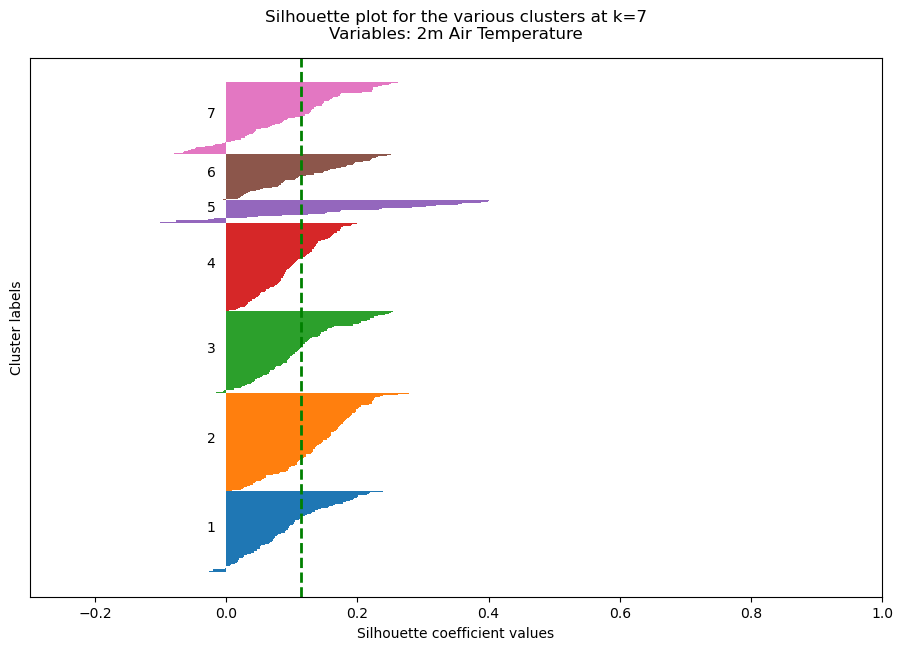 Silhouette plot for the various clusters at k=7
Variables: 2m Air Temperature
7
6
5
4
3
2
1
Cluster labels
−0.2 0.0 0.2 0.4 0.6 0.8 1.0
Silhouette coefficient values